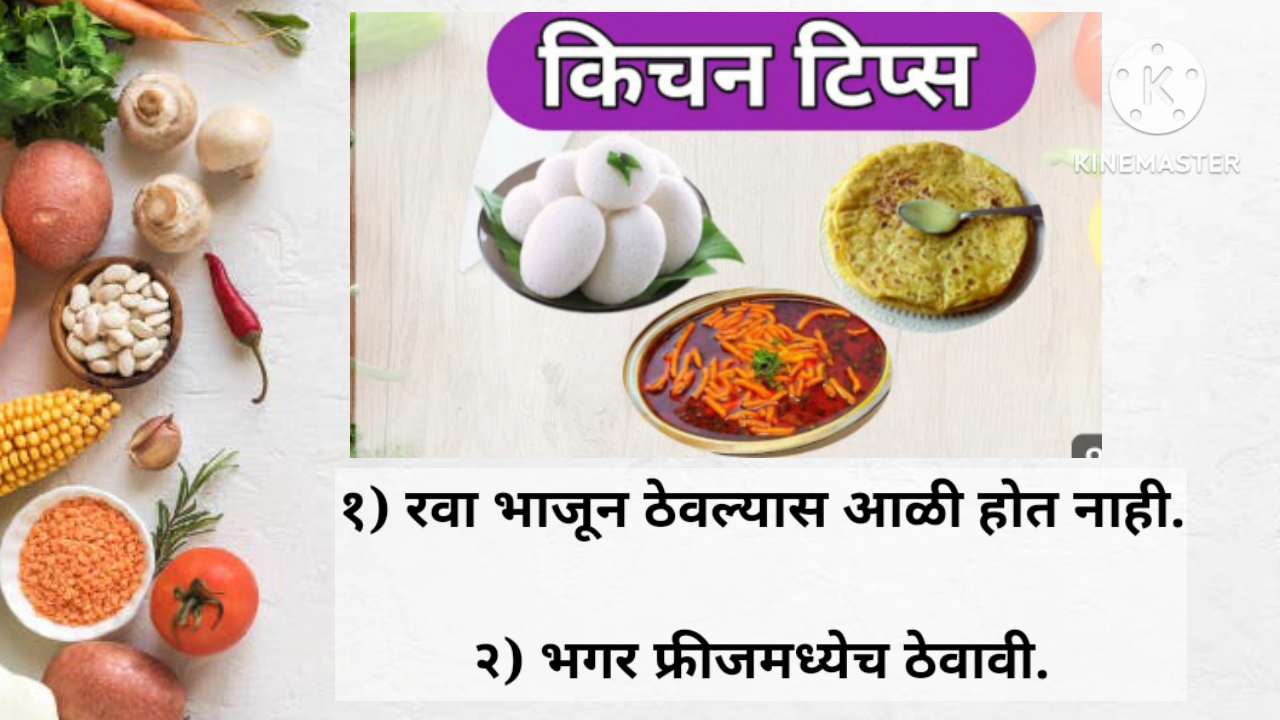 किचन टिप्स
KINEMASTER
१) रवा भाजून ठेवल्यास आळी होत नाही.
२) भगर फ्रीजमध्येच ठेवावी.